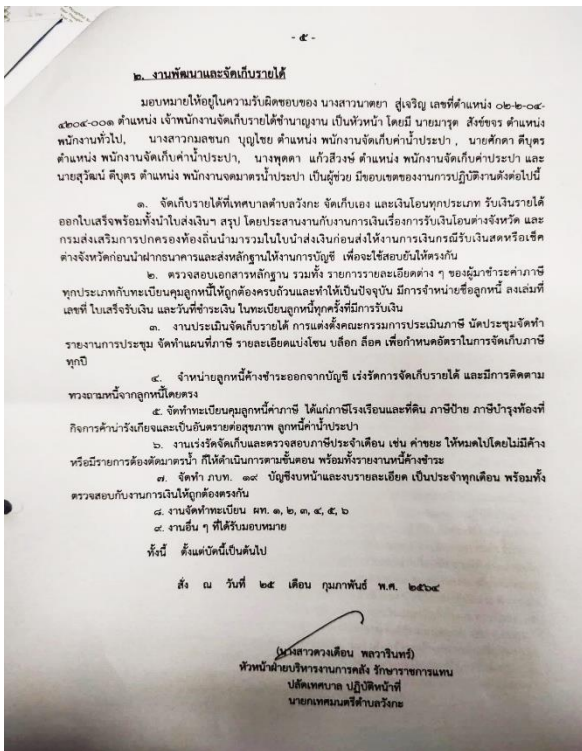 - ๕ -
๒. งานพัฒนาและจัดเก็บรายได้
มอบหมายให้อยู่ในความรับผิดชอบของ นางสาวนาตยา สู่เจริญ เลขที่ตำแหน่ง ๐๒-๒-๐๔-
๔๒๐๔-๐๐๑ ตำแหน่ง เจ้าพนักงานจัดเก็บรายได้ชำนาญงาน เป็นหัวหน้า โดยมี นายมารุต สังข์ขจร ตำแหน่ง
พนักงานทั่วไป, นางสาวกมลชนก บุญไชย ตำแหน่ง พนักงานจัดเก็บค่าน้ำประปา , นายศักดา ดีบุตร
ตำแหน่ง พนักงานจัดเก็บค่าน้ำประปา, นางพุดตา แก้วสีวงษ์ ตำแหน่ง พนักงานจัดเก็บค่าประปา และ
นายสุวัฒน์ ดีบุตร ตำแหน่ง พนักงานจดมาตรน้ำประปา เป็นผู้ช่วย มีขอบเขตของงานการปฏิบัติงานดังต่อไปนี้
๑. จัดเก็บรายได้ที่เทศบาลตำบลวังกะ จัดเก็บเอง และเงินโอนทุกประเภท รับเงินรายได้
ออกใบเสร็จพร้อมทั้งนำใบส่งเงินฯ สรุป โดยประสานงานกับงานการเงินเรื่องการรับเงินโอนต่างจังหวัด และ
กรมส่งเสริมการปกครองท้องถิ่นนำมารวมในใบนำส่งเงินก่อนส่งให้งานการเงินกรณีรับเงินสดหรือเช็ค
ต่างจังหวัดก่อนนำฝากธนาคารและส่งหลักฐานให้งานการบัญชี เพื่อจะใช้สอบยันให้ตรงกัน
๒. ตรวจสอบเอกสารหลักฐาน รวมทั้ง รายการรายละเอียดต่าง ๆ ของผู้มาชำระค่าภาษี
ทุกประเภทกับทะเบียนคุมลูกหนี้ให้ถูกต้องครบถ้วนและทำให้เป็นปัจจุบัน มีการจำหน่ายชื่อลูกหนี้ ลงเล่มที่
เลขที่ ใบเสร็จรับเงิน และวันที่ชำระเงิน ในทะเบียนลูกหนี้ทุกครั้งที่มีการรับเงิน
๓. งานประเมินจัดเก็บรายได้ การแต่งตั้งคณะกรรมการประเมินภาษี นัดประชุมจัดทำ
รายงานการประชุม จัดทำแผนที่ภาษี รายละเอียดแบ่งโซน บล็อก ล็อค เพื่อกำหนดอัตราในการจัดเก็บภาษี
ทุกปี
๔. จำหน่ายลูกหนี้ค้างชำระออกจากบัญชี เร่งรัดการจัดเก็บรายได้ และมีการติดตาม
ทวงถามหนี้จากลูกหนี้โดยตรง
๕. จัดทำทะเบียนคุมลูกหนี้ค่าภาษี ได้แก่ภาษีโรงเรือนและที่ดิน ภาษีป้าย ภาษีบำรุงท้องที่
กิจการค้าน่ารังเกียจและเป็นอันตรายต่อสุขภาพ ลูกหนี้ค่าน้ำประปา
๖. งานเร่งรัดจัดเก็บและตรวจสอบภาษีประจำเดือน เช่น ค่าขยะ ให้หมดไปโดยไม่มีค้าง
หรือมีรายการต้องตัดมาตรน้ำ ก็ให้ดำเนินการตามขั้นตอน พร้อมทั้งรายงานหนี้ค้างชำระ
๗. จัดทำ ภบท. ๑๙ บัญชีงบหน้าและงบรายละเอียด เป็นประจำทุกเดือน พร้อมทั้ง
ตรวจสอบกับงานการเงินให้ถูกต้องตรงกัน
๘. งานจัดทำทะเบียน ผท. ๑, ๒, ๓, ๔, ๕, ๖
๙. งานอื่น ๆ ที่ได้รับมอบหมาย
ทั้งนี้ ตั้งแต่บัดนี้เป็นต้นไป
สั่ง ณ วันที่ ๒๕ เดือน กุมภาพันธ์ พ.ศ. ๒๕๖๔
(นางสาวดวงเดือน พลวารินทร์)
หัวหน้าฝ่ายบริหารงานการคลัง รักษาราชการแทน
ปลัดเทศบาล ปฏิบัติหน้าที่
นายกเทศมนตรีตำบลวังกะ